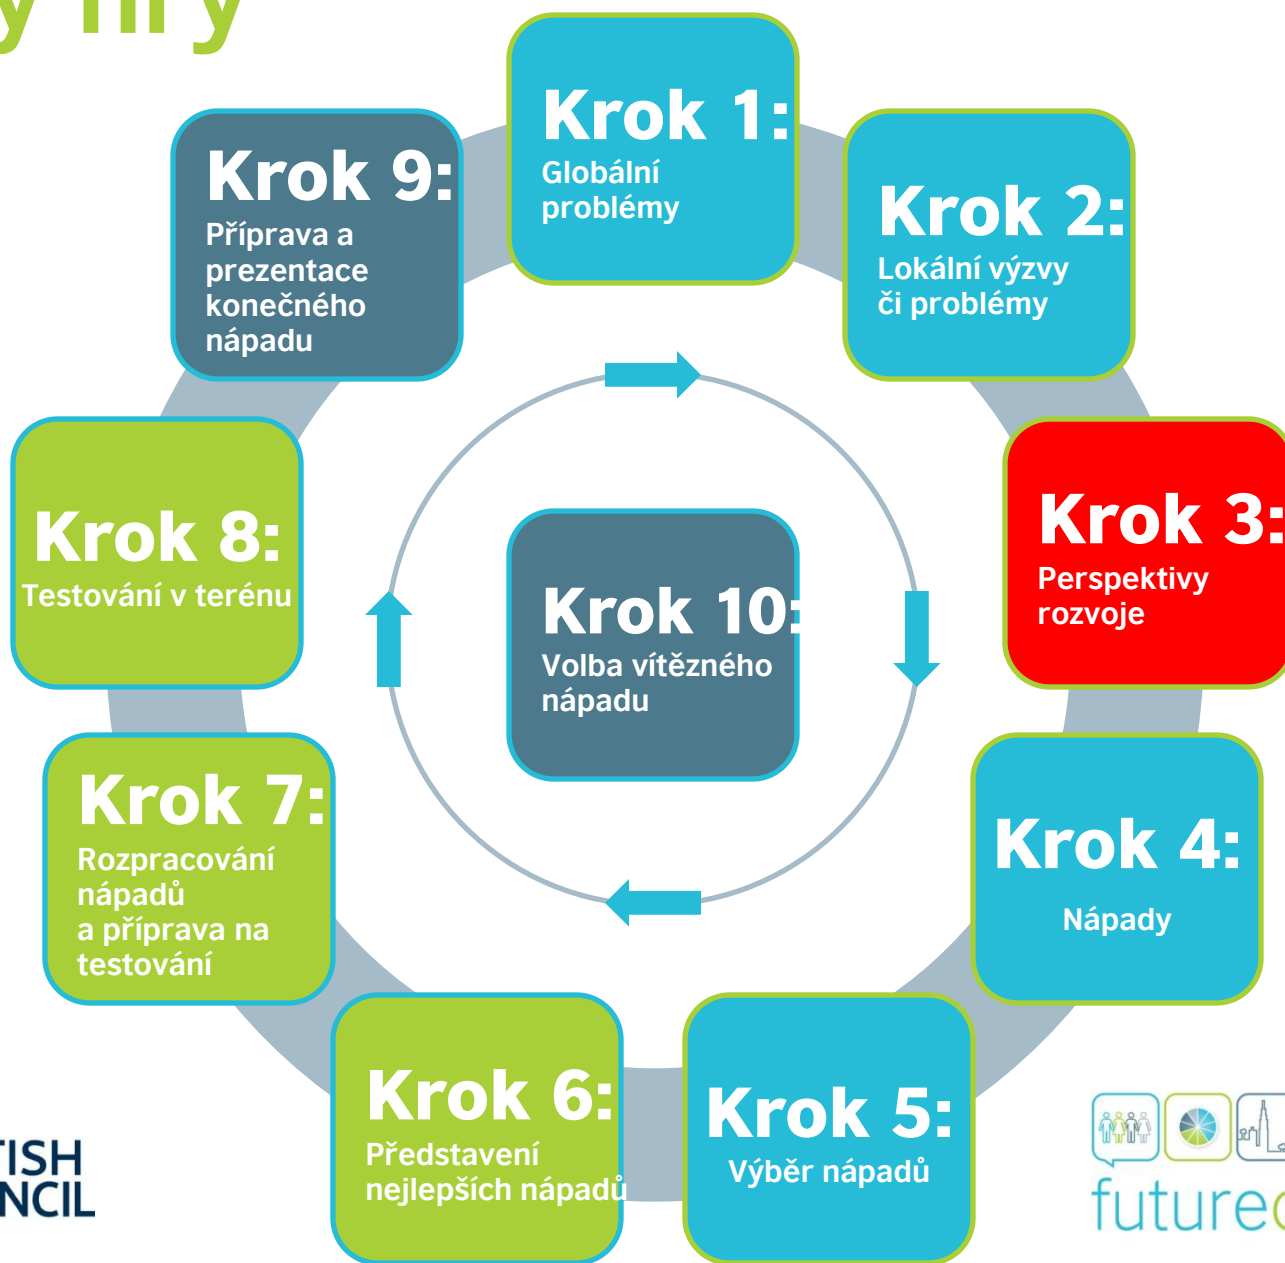 y hry
Krok 1:
Globální
problémy
Krok 2:
Lokální výzvy
či problémy
Krok 3:
Perspektivy
rozvoje
Krok 4:
Nápady
Krok 5:
Výběr nápadů
Krok 6:
Představení
nejlepších nápadů
Krok 7:
Rozpracování
nápadů
a příprava na
testování
Krok 8:
Testování v terénu
Krok 9:
Příprava a
prezentace
konečného
nápadu
Krok 10:
Volba vítězného
nápadu
TISH
NCIL
future